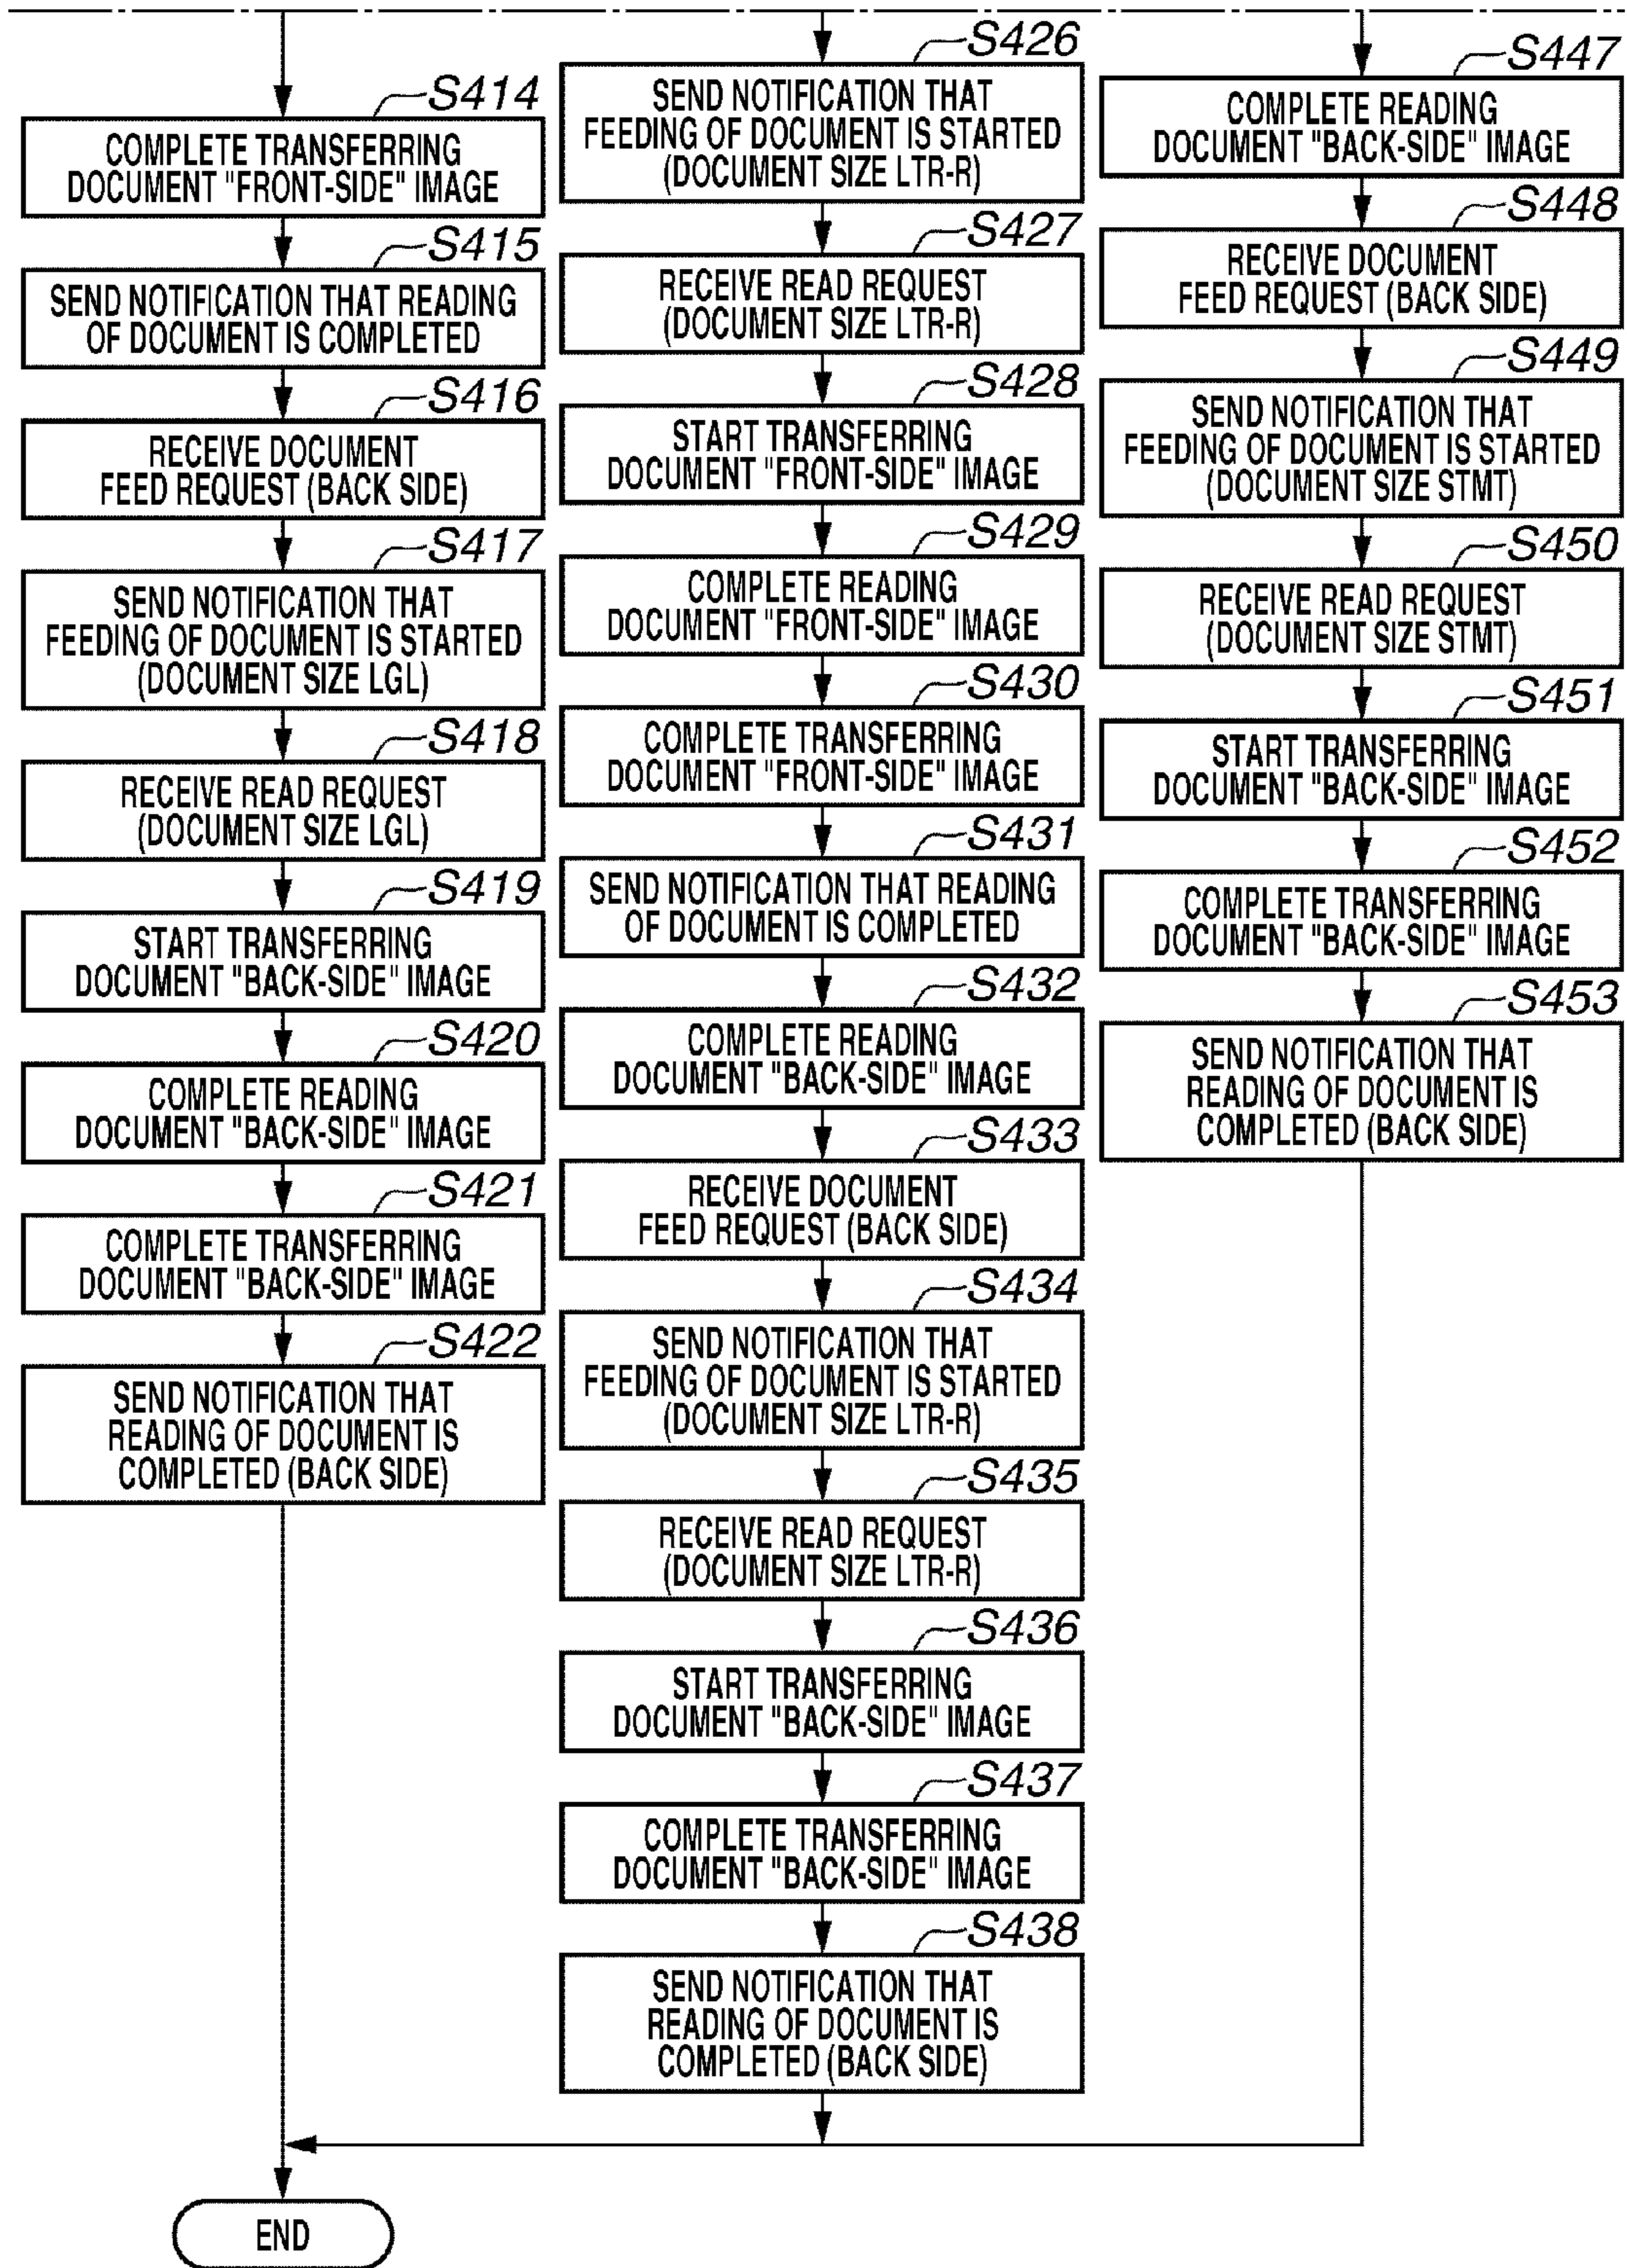 S414
COMPLETE TRANSFERRING
DOCUMENT "FRONT-SIDE" IMAGE
S415
SEND NOTIFICATION THAT READING
OF DOCUMENT IS COMPLETED
S416
RECEIVE DOCUMENT
FEED REQUEST (BACK SIDE)
S417
SEND NOTIFICATION THAT
FEEDING OF DOCUMENT IS STARTED
(DOCUMENT SIZE LGL)
S418
RECEIVE READ REQUEST
(DOCUMENT SIZE LGL)
S419
START TRANSFERRING
DOCUMENT "BACK-SIDE" IMAGE
S420
COMPLETE READING
DOCUMENT "BACK-SIDE" IMAGE
S421
COMPLETE TRANSFERRING
DOCUMENT "BACK-SIDE" IMAGE
S422
SEND NOTIFICATION THAT
READING OF DOCUMENT IS
COMPLETED (BACK SIDE)
S426
SEND NOTIFICATION THAT
FEEDING OF DOCUMENT IS STARTED
(DOCUMENT SIZE LTR-R)
S427
RECEIVE READ REQUEST
(DOCUMENT SIZE LTR-R)
S428
START TRANSFERRING
DOCUMENT "FRONT-SIDE" IMAGE
S429
COMPLETE READING
DOCUMENT "FRONT-SIDE" IMAGE
S430
COMPLETE TRANSFERRING
DOCUMENT "FRONT-SIDE" IMAGE
S431
SEND NOTIFICATION THAT READING
OF DOCUMENT IS COMPLETED
S432
COMPLETE READING
DOCUMENT "BACK-SIDE" IMAGE
S433
RECEIVE DOCUMENT
FEED REQUEST (BACK SIDE)
S434
SEND NOTIFICATION THAT
FEEDING OF DOCUMENT IS STARTED
(DOCUMENT SIZE LTR-R)
S435
RECEIVE READ REQUEST
(DOCUMENT SIZE LTR-R)
S436
START TRANSFERRING
DOCUMENT "BACK-SIDE" IMAGE
S437
COMPLETE TRANSFERRING
DOCUMENT "BACK-SIDE" IMAGE
S438
SEND NOTIFICATION THAT
READING OF DOCUMENT IS
COMPLETED (BACK SIDE)
S447
COMPLETE READING
DOCUMENT "BACK-SIDE" IMAGE
S448
RECEIVE DOCUMENT
FEED REQUEST (BACK SIDE)
S449
SEND NOTIFICATION THAT
FEEDING OF DOCUMENT IS STARTED
(DOCUMENT SIZE STMT)
S450
RECEIVE READ REQUEST
(DOCUMENT SIZE STMT)
S451
START TRANSFERRING
DOCUMENT "BACK-SIDE" IMAGE
S452
COMPLETE TRANSFERRING
DOCUMENT "BACK-SIDE" IMAGE
S453
SEND NOTIFICATION THAT
READING OF DOCUMENT IS
COMPLETED (BACK SIDE)
END